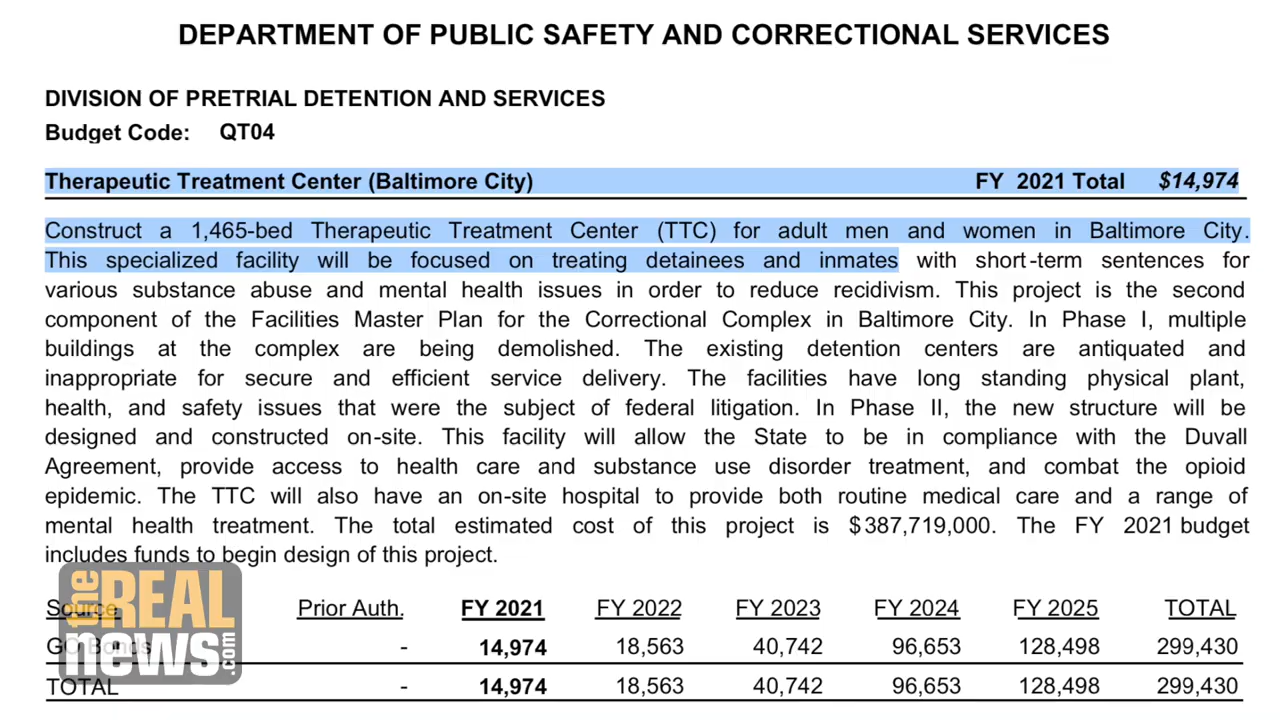 DEPARTMENT OF PUBLIC SAFETY AND CORRECTIONAL SERVICES
DIVISION OF PRETRIAL DETENTION AND SERVICES
Budget Code: QT04
Therapeutic Treatment Center (Baltimore City) FY 2021 Total $14,974
Construct a 1,465-bed Therapeutic Treatment Center (TTC) for adult men and women in Baltimore City.
This specialized facility will be focused on treating detainees and inmates with short-term sentences for
various substance abuse and mental health issues in order to reduce recidivism. This project is the second
component of the Facilities Master Plan for the Correctional Complex in Baltimore City. In Phase I, multiple
buildings at the complex are being demolished. The existing detention centers are antiquated and
inappropriate for secure and efficient service delivery. The facilities have long standing physical plant,
health, and safety issues that were the subject of federal litigation. In Phase II, the new structure will be
designed and constructed on-site. This facility will allow the State to be in compliance with the Duvall
Agreement, provide access to health care and substance use disorder treatment, and combat the opioid
epidemic. The TTC will also have an on-site hospital to provide both routine medical care and a range of
mental health treatment. The total estimated cost of this project is $387,719,000. The FY 2021 budget
includes funds to begin design of this project.
Source Prior Auth. FY 2021 FY 2022 FY 2023 FY 2024 FY 2025 TOTAL
GO Bonds - 14,974 18,563 40,742 96,653 128,498 299,430
TOTAL - 14,974 18,563 40,742 96,653 128,498 299,430
the REAL
news.com